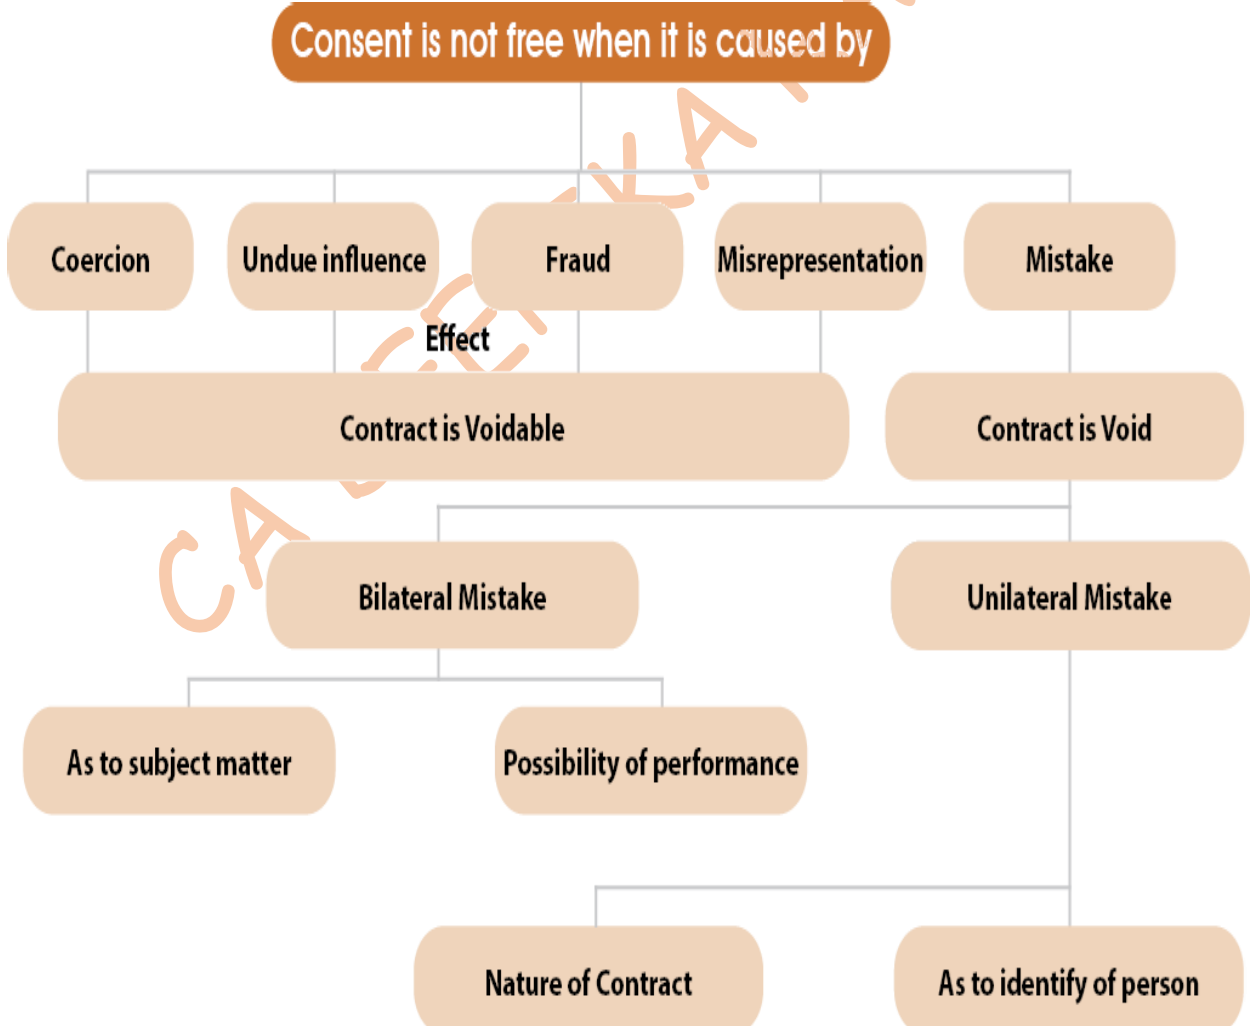 Consent is not free when it is caused by
Coercion
Undue influence
Fraud
Misrepresentation
Mistake
Effect
Contract is Voidable
Contract is Void
Bilateral Mistake
Unilateral Mistake
As to subject matter
Possibility of performance
Nature of Contract
As to identify of person
CA